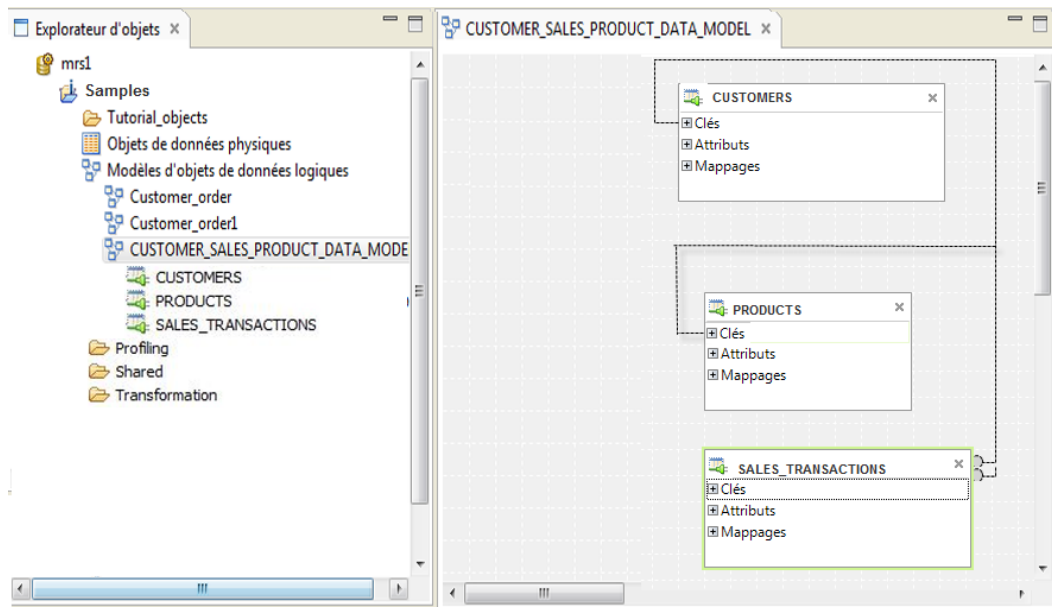 Explorateur d'objets
mrs1
Samples
Tutorial_objects
Objets de données physiques
Modèles d'objets de données logiques
Customer_order
Customer_order1
CUSTOMER_SALES_PRODUCT_DATA_MODE
CUSTOMERS
PRODUCTS
SALES_TRANSACTIONS
Profiling
Shared
Transformation
CUSTOMER_SALES_PRODUCT_DATA_MODEL
CUSTOMERS
Clés
Attributs
Mappages
PRODUCTS
Clés
Attributs
Mappages
SALES_TRANSACTIONS
Clés
Attributs
Mappages